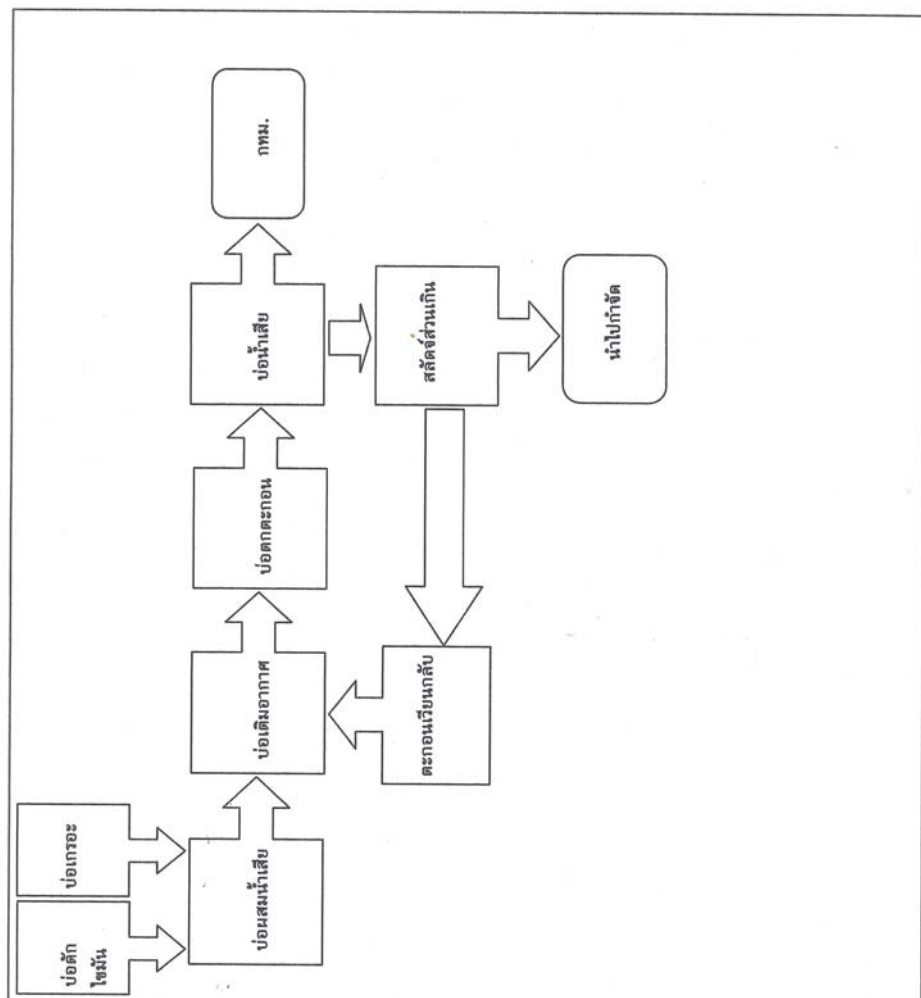 บ่อดัก
ไขมัน
บ่อเกรอะ
บ่อผสมน้ำเสีย
บ่อเติมอากาศ
บ่อตกตะกอน
บ่อน้ำเสีย
กทม.
ตะกอนเวียนกลับ
สลัดจ์ส่วนเกิน
นำไปกำจัด